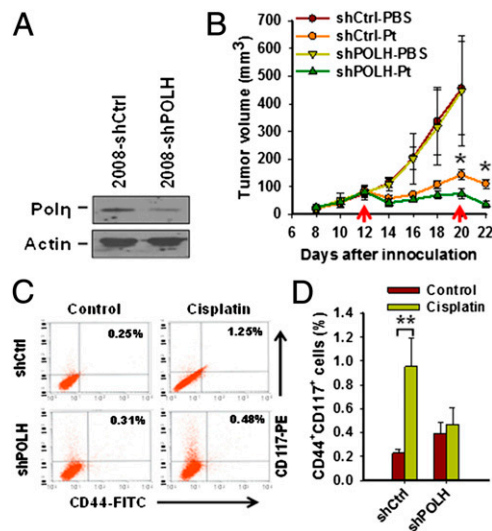 A
2008-shCtrl
2008-shPOLH
Polη
Actin
B
Tumor volume (mm³)
700
600
500
400
300
200
100
0
shCtrl-PBS
shCtrl-Pt
shPOLH-PBS
shPOLH-Pt
*
*
6 8 10 12 14 16 18 20 22
Days after innoculation
C
Control
Cisplatin
shCtrl
0.25%
1.25%
shPOLH
0.31%
0.48%
CD44-FITC
CD117-PE
D
Control
Cisplatin
CD44⁺CD117⁺ cells (%)
1.4
1.2
1.0
0.8
0.6
0.4
0.2
0.0
**
shCtrl
shPOLH